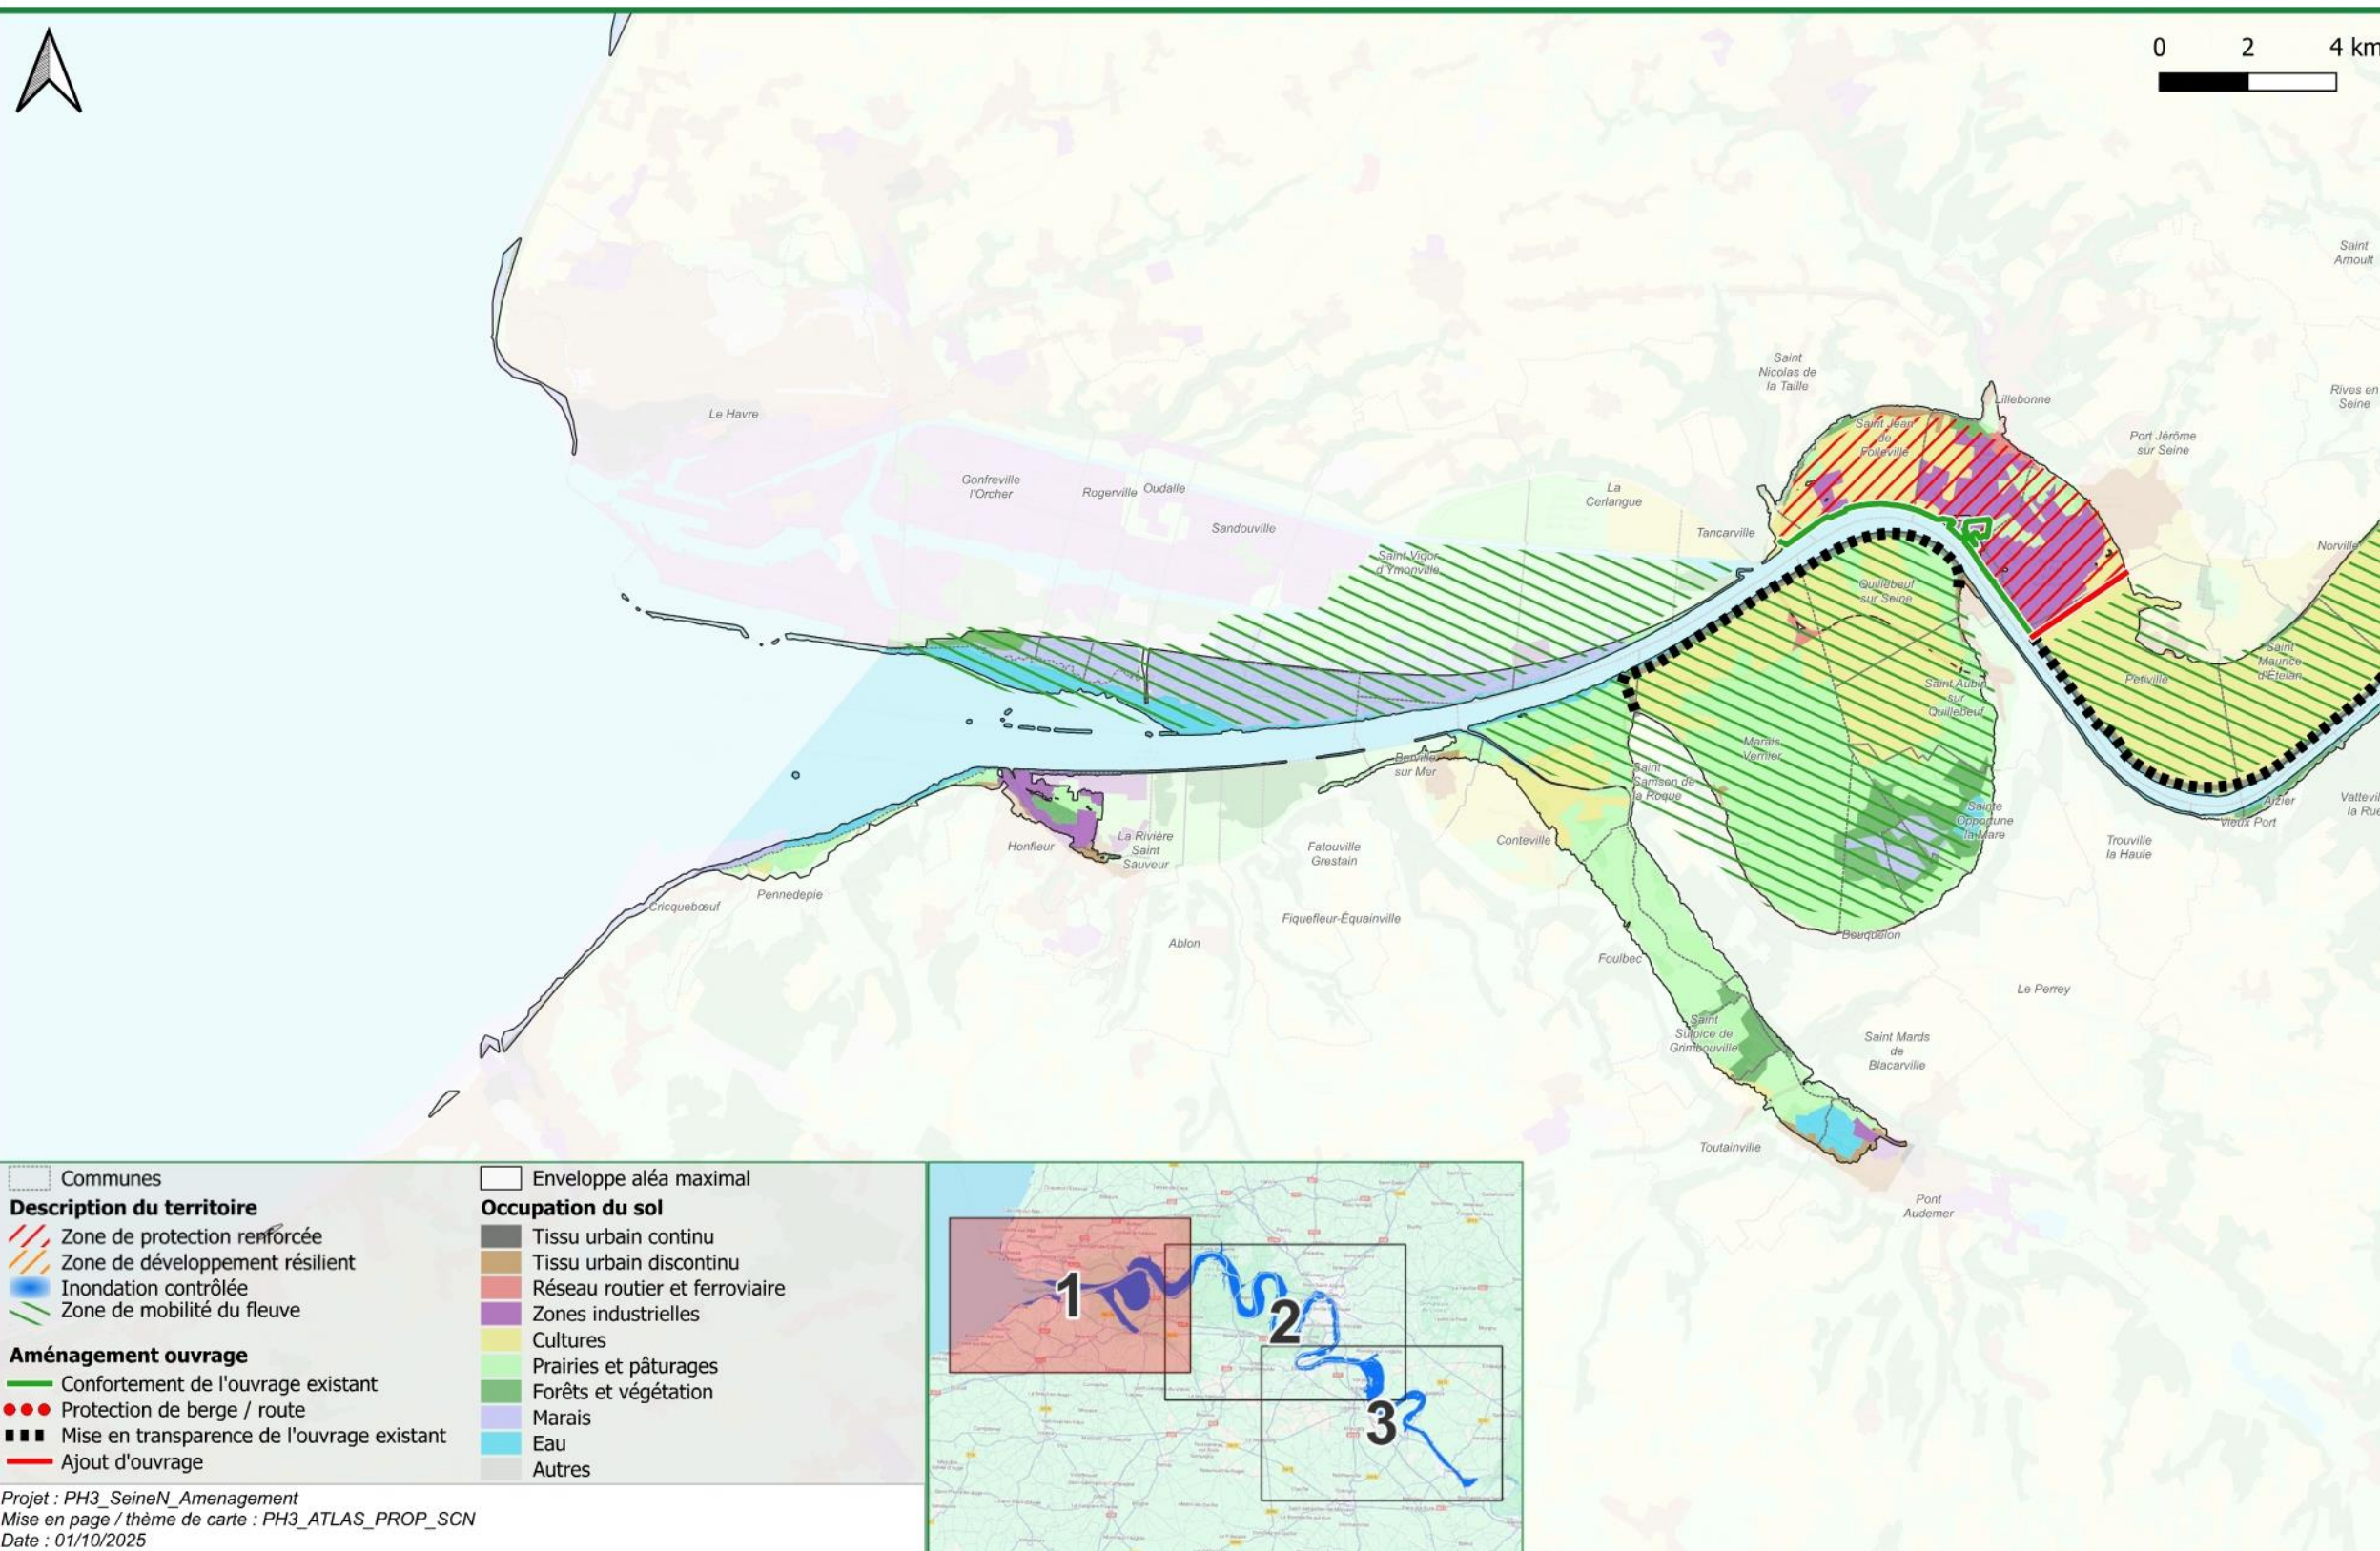 0 2 4 km
Saint
Amoult
Saint
Nicolas de
la Taille
Lillebonne
Rives en
Seine
Le Havre
Saint Jean
de
Folleville
Port Jérôme
sur Seine
Gonfreville
l'Orcher
Rogerville
Oudalle
La
Cerlangue
Sandouville
Tancarville
Norville
Saint Vigor
d'Ymonville
Quillebeuf
sur Seine
Saint
Maurice
d'Ételan
Petiville
Saint Aubin
sur
Quillebeuf
Marais
Vernier
Berville
sur Mer
Saint
Samson de
la Roque
Sainte
Opportune
la Mare
Aizier
Vieux Port
Vattevil
la Rue
Honfleur
La Rivière
Saint
Sauveur
Fatouville
Grestain
Conteville
Trouville
la Haule
Pennedepie
Cricquebœuf
Fiquefleur-Équainville
Ablon
Bouquelon
Foulbec
Le Perrey
Saint
Sulpice de
Grimbouville
Saint Mards
de
Blacarville
Toutainville
Pont
Audemer
Communes
Description du territoire
Zone de protection renforcée
Zone de développement résilient
Inondation contrôlée
Zone de mobilité du fleuve
Aménagement ouvrage
Confortement de l'ouvrage existant
Protection de berge / route
Mise en transparence de l'ouvrage existant
Ajout d'ouvrage
Enveloppe aléa maximal
Occupation du sol
Tissu urbain continu
Tissu urbain discontinu
Réseau routier et ferroviaire
Zones industrielles
Cultures
Prairies et pâturages
Forêts et végétation
Marais
Eau
Autres
1
2
3
Projet : PH3_SeineN_Amenagement
Mise en page / thème de carte : PH3_ATLAS_PROP_SCN
Date : 01/10/2025